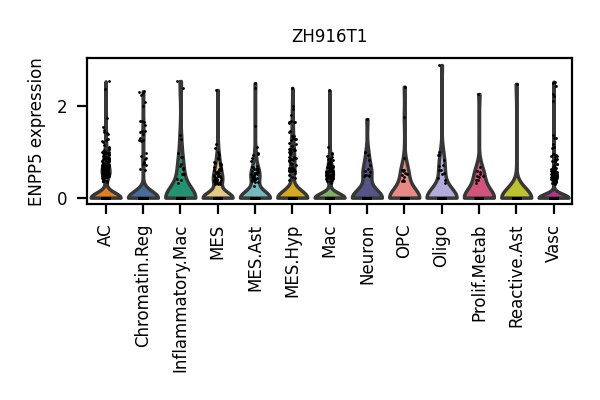 ZH916T1
ENPP5 expression
2
0
AC
Chromatin.Reg
Inflammatory.Mac
MES
MES.Ast
MES.Hyp
Mac
Neuron
OPC
Oligo
Prolif.Metab
Reactive.Ast
Vasc